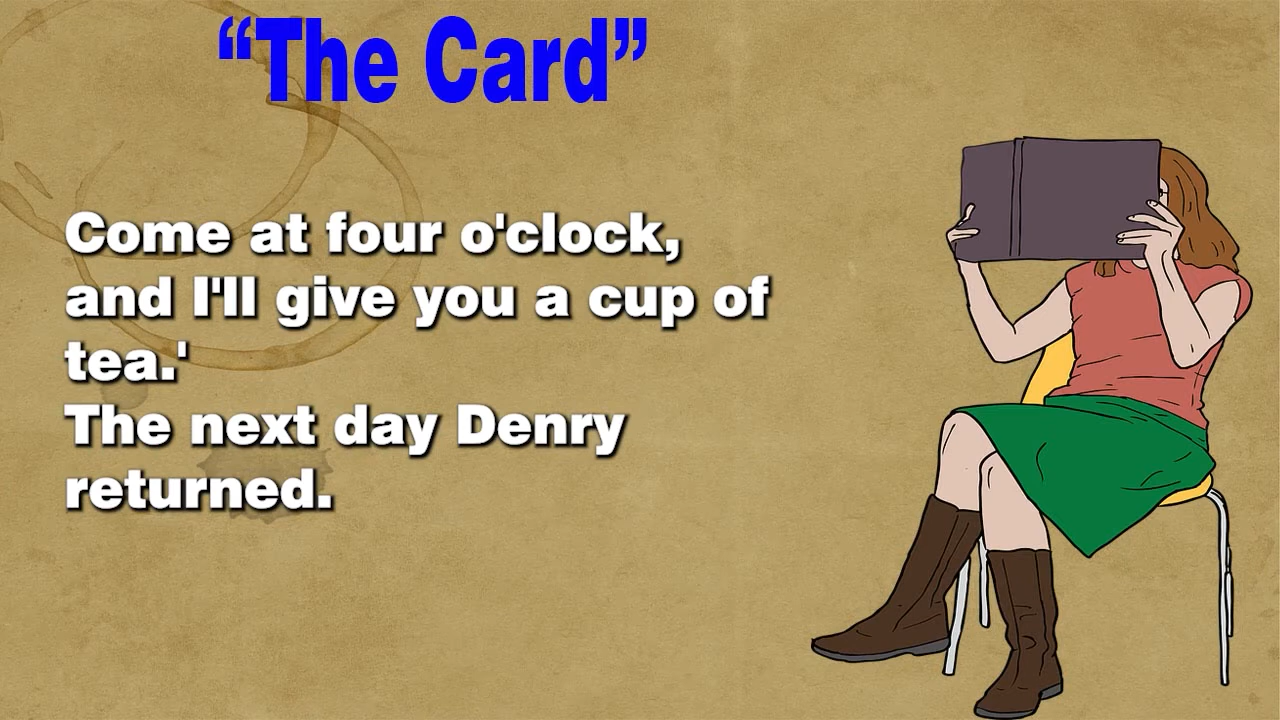 “The Card”
Come at four o'clock,
and I'll give you a cup of
tea.'
The next day Denry
returned.